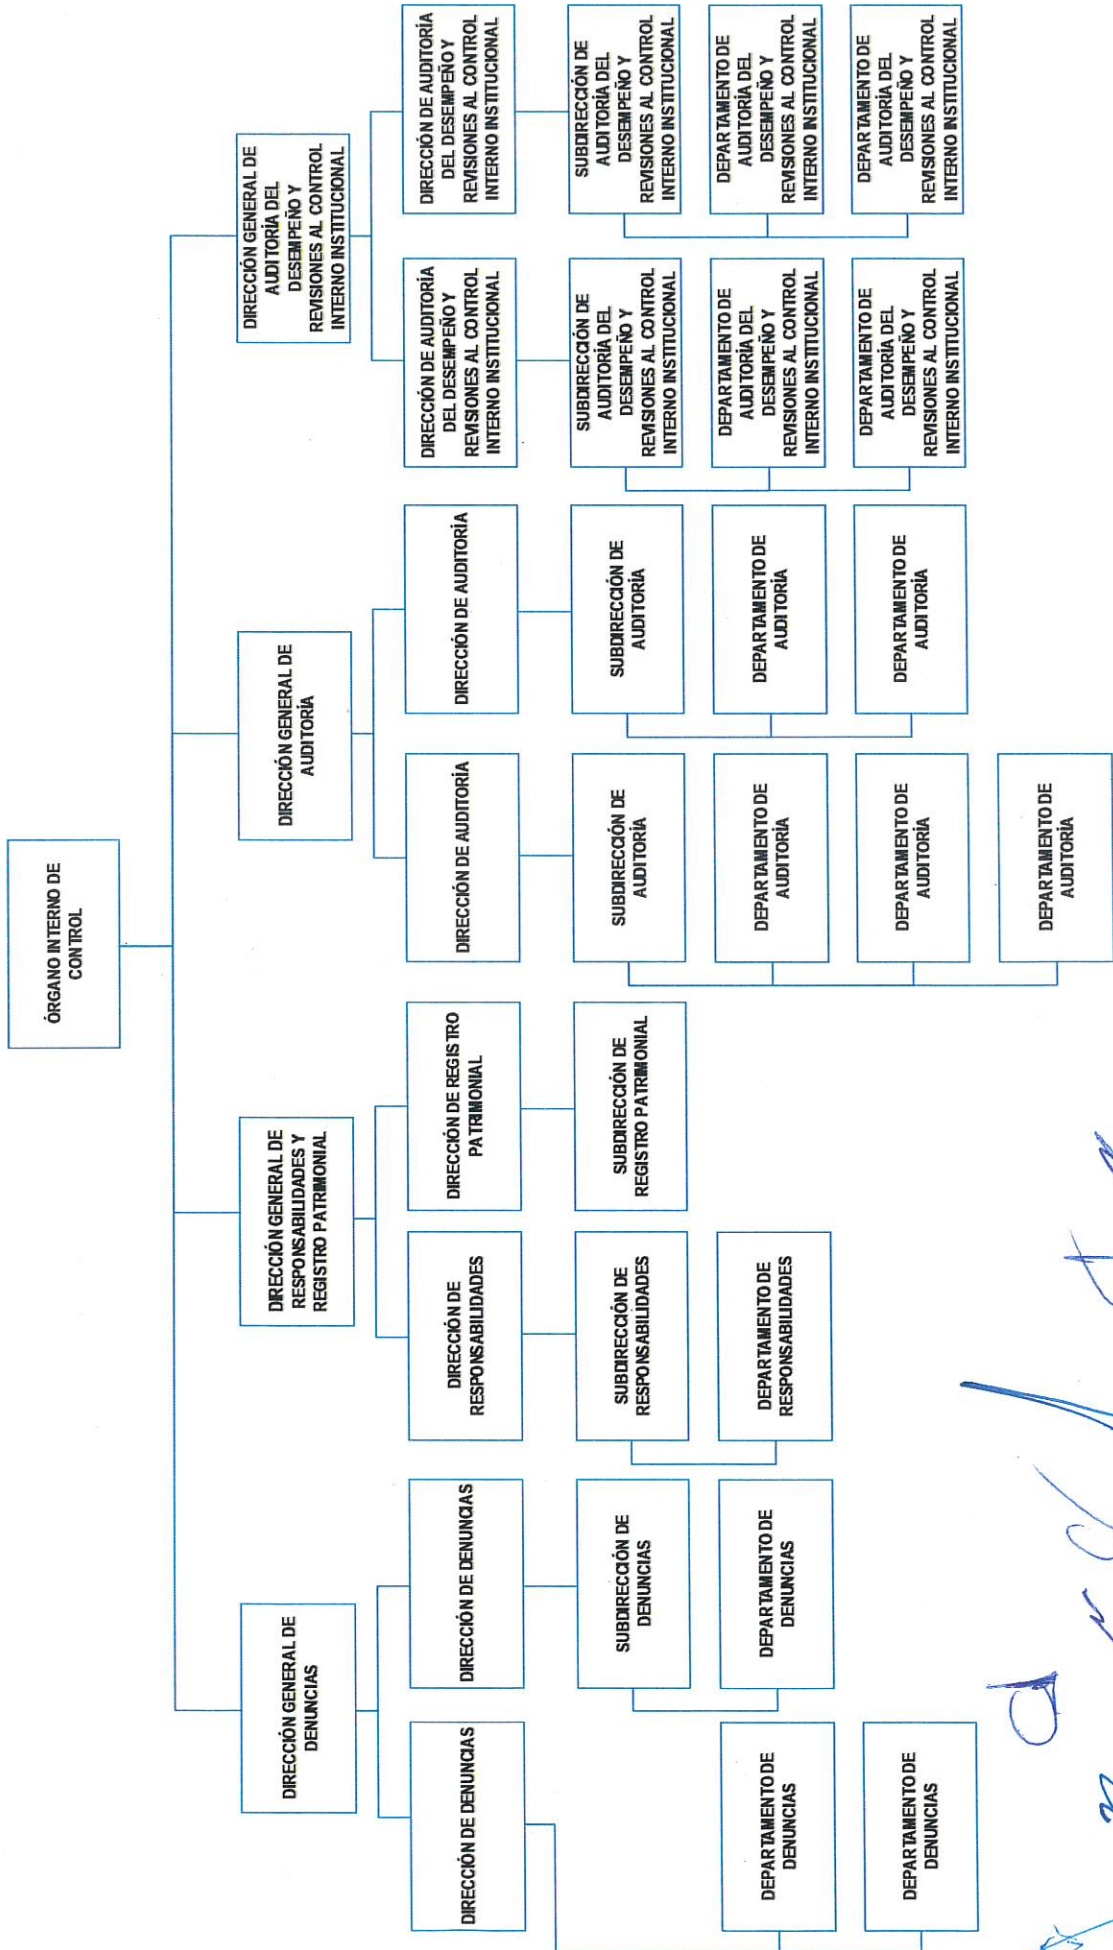 ÓRGANO INTERNO DE
CONTROL
DIRECCIÓN GENERAL DE
DENUNCIAS
DIRECCIÓN GENERAL DE
RESPONSABILIDADES Y
REGISTRO PATRIMONIAL
DIRECCIÓN GENERAL DE
AUDITORÍA
DIRECCIÓN GENERAL DE
AUDITORÍA DEL
DESEMPEÑO Y
REVISIONES AL CONTROL
INTERNO INSTITUCIONAL
DIRECCIÓN DE DENUNCIAS
DIRECCIÓN DE DENUNCIAS
DIRECCIÓN DE
RESPONSABILIDADES
DIRECCIÓN DE REGISTRO
PATRIMONIAL
DIRECCIÓN DE AUDITORÍA
DIRECCIÓN DE AUDITORÍA
DIRECCIÓN DE AUDITORÍA
DEL DESEMPEÑO Y
REVISIONES AL CONTROL
INTERNO INSTITUCIONAL
DIRECCIÓN DE AUDITORÍA
DEL DESEMPEÑO Y
REVISIONES AL CONTROL
INTERNO INSTITUCIONAL
SUBDIRECCIÓN DE
DENUNCIAS
SUBDIRECCIÓN DE
RESPONSABILIDADES
SUBDIRECCIÓN DE
REGISTRO PATRIMONIAL
SUBDIRECCIÓN DE
AUDITORÍA
SUBDIRECCIÓN DE
AUDITORÍA
SUBDIRECCIÓN DE
AUDITORÍA DEL
DESEMPEÑO Y
REVISIONES AL CONTROL
INTERNO INSTITUCIONAL
SUBDIRECCIÓN DE
AUDITORÍA DEL
DESEMPEÑO Y
REVISIONES AL CONTROL
INTERNO INSTITUCIONAL
DEPARTAMENTO DE
DENUNCIAS
DEPARTAMENTO DE
DENUNCIAS
DEPARTAMENTO DE
RESPONSABILIDADES
DEPARTAMENTO DE
AUDITORÍA
DEPARTAMENTO DE
AUDITORÍA
DEPARTAMENTO DE
AUDITORÍA DEL
DESEMPEÑO Y
REVISIONES AL CONTROL
INTERNO INSTITUCIONAL
DEPARTAMENTO DE
AUDITORÍA DEL
DESEMPEÑO Y
REVISIONES AL CONTROL
INTERNO INSTITUCIONAL
DEPARTAMENTO DE
DENUNCIAS
DEPARTAMENTO DE
AUDITORÍA
DEPARTAMENTO DE
AUDITORÍA
DEPARTAMENTO DE
AUDITORÍA DEL
DESEMPEÑO Y
REVISIONES AL CONTROL
INTERNO INSTITUCIONAL
DEPARTAMENTO DE
AUDITORÍA DEL
DESEMPEÑO Y
REVISIONES AL CONTROL
INTERNO INSTITUCIONAL
DEPARTAMENTO DE
AUDITORÍA